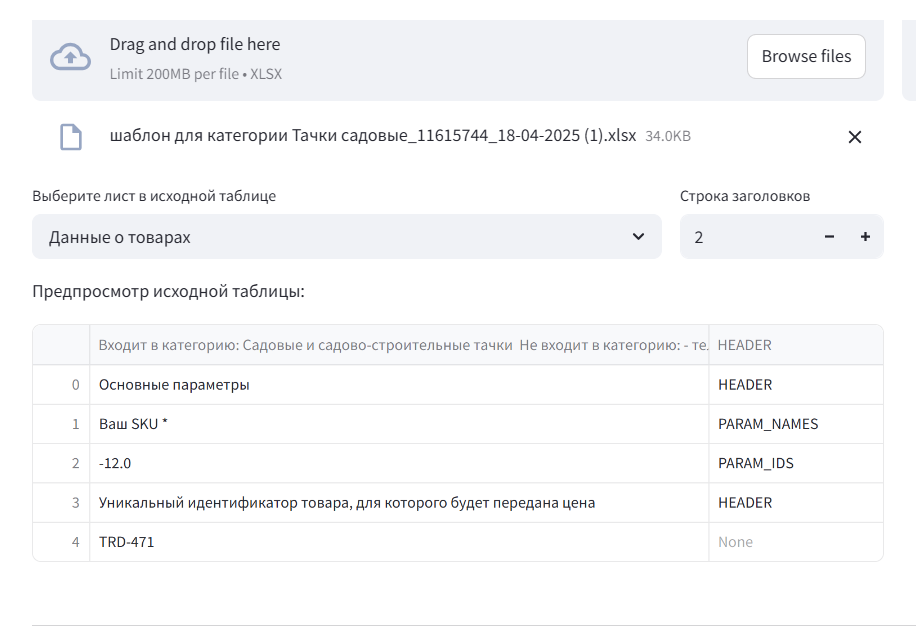 Drag and drop file here
Browse files
Limit 200MB per file • XLSX
шаблон для категории Тачки садовые_11615744_18-04-2025 (1).xlsx 34.0KB
Выберите лист в исходной таблице
Строка заголовков
Данные о товарах
2
Предпросмотр исходной таблицы:
Входит в категорию: Садовые и садово-строительные тачки Не входит в категорию: - те. HEADER
0 Основные параметры HEADER
1 Ваш SKU * PARAM_NAMES
2 -12.0 PARAM_IDS
3 Уникальный идентификатор товара, для которого будет передана цена HEADER
4 TRD-471 None